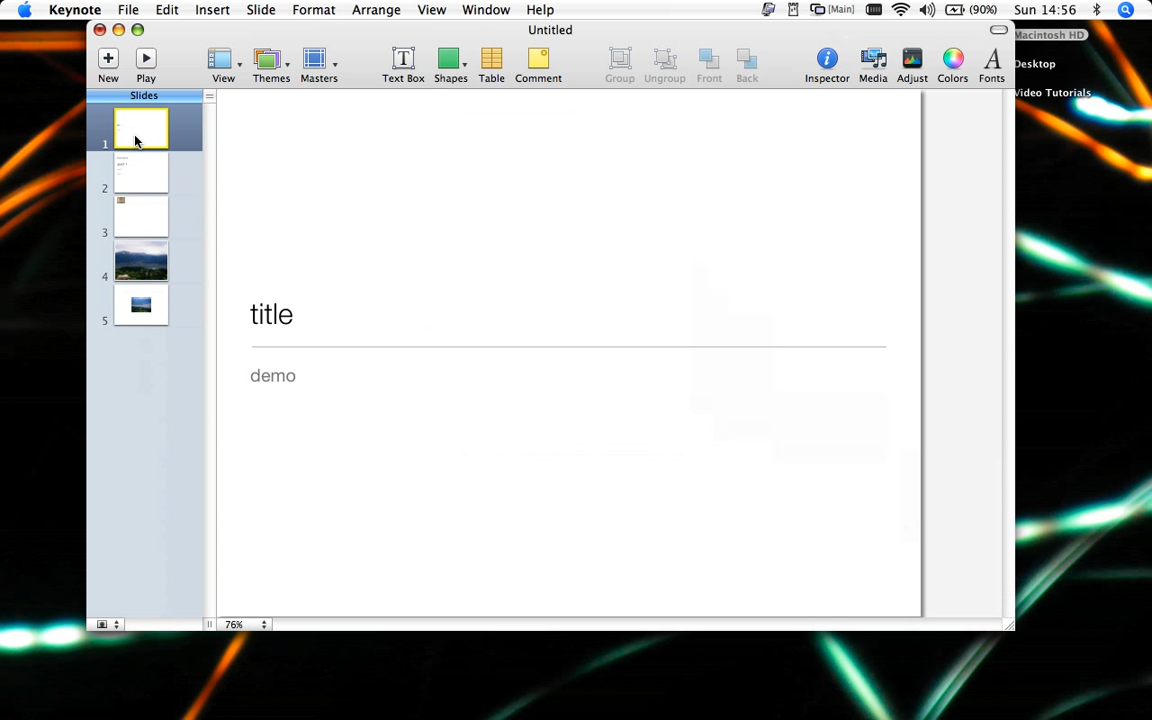 Keynote File Edit Insert Slide Format Arrange View Window Help [Main] (90%) Sun 14:56
Untitled
Macintosh HD
New Play View Themes Masters Text Box Shapes Table Comment Group Ungroup Front Back Inspector Media Adjust Colors Fonts
Desktop
Video Tutorials
Slides
1
2
3
4
5
title
demo
76%